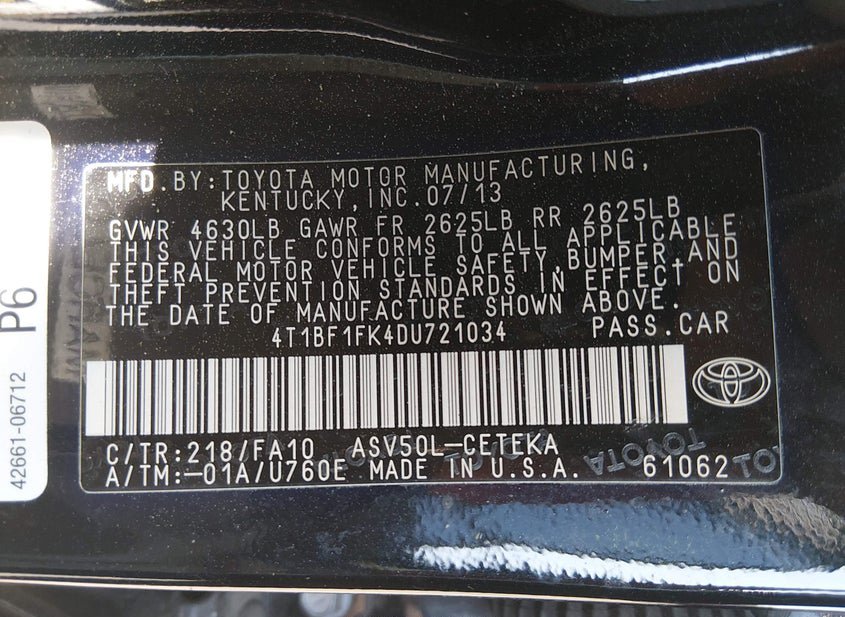 MFD.BY:TOYOTA MOTOR MANUFACTURING,
KENTUCKY,INC.07/13
GVWR 4630LB GAWR FR 2625LB RR 2625LB
THIS VEHICLE CONFORMS TO ALL APPLICABLE
FEDERAL MOTOR VEHICLE SAFETY,BUMPER,AND
THEFT PREVENTION STANDARDS IN EFFECT ON
THE DATE OF MANUFACTURE SHOWN ABOVE.
4T1BF1FK4DU721034 PASS.CAR
C/TR:218/FA10 ASV50L-CETEKA
A/TM:-01A/U760E MADE IN U.S.A. 61062
TOYOTA
P6
42661-06712